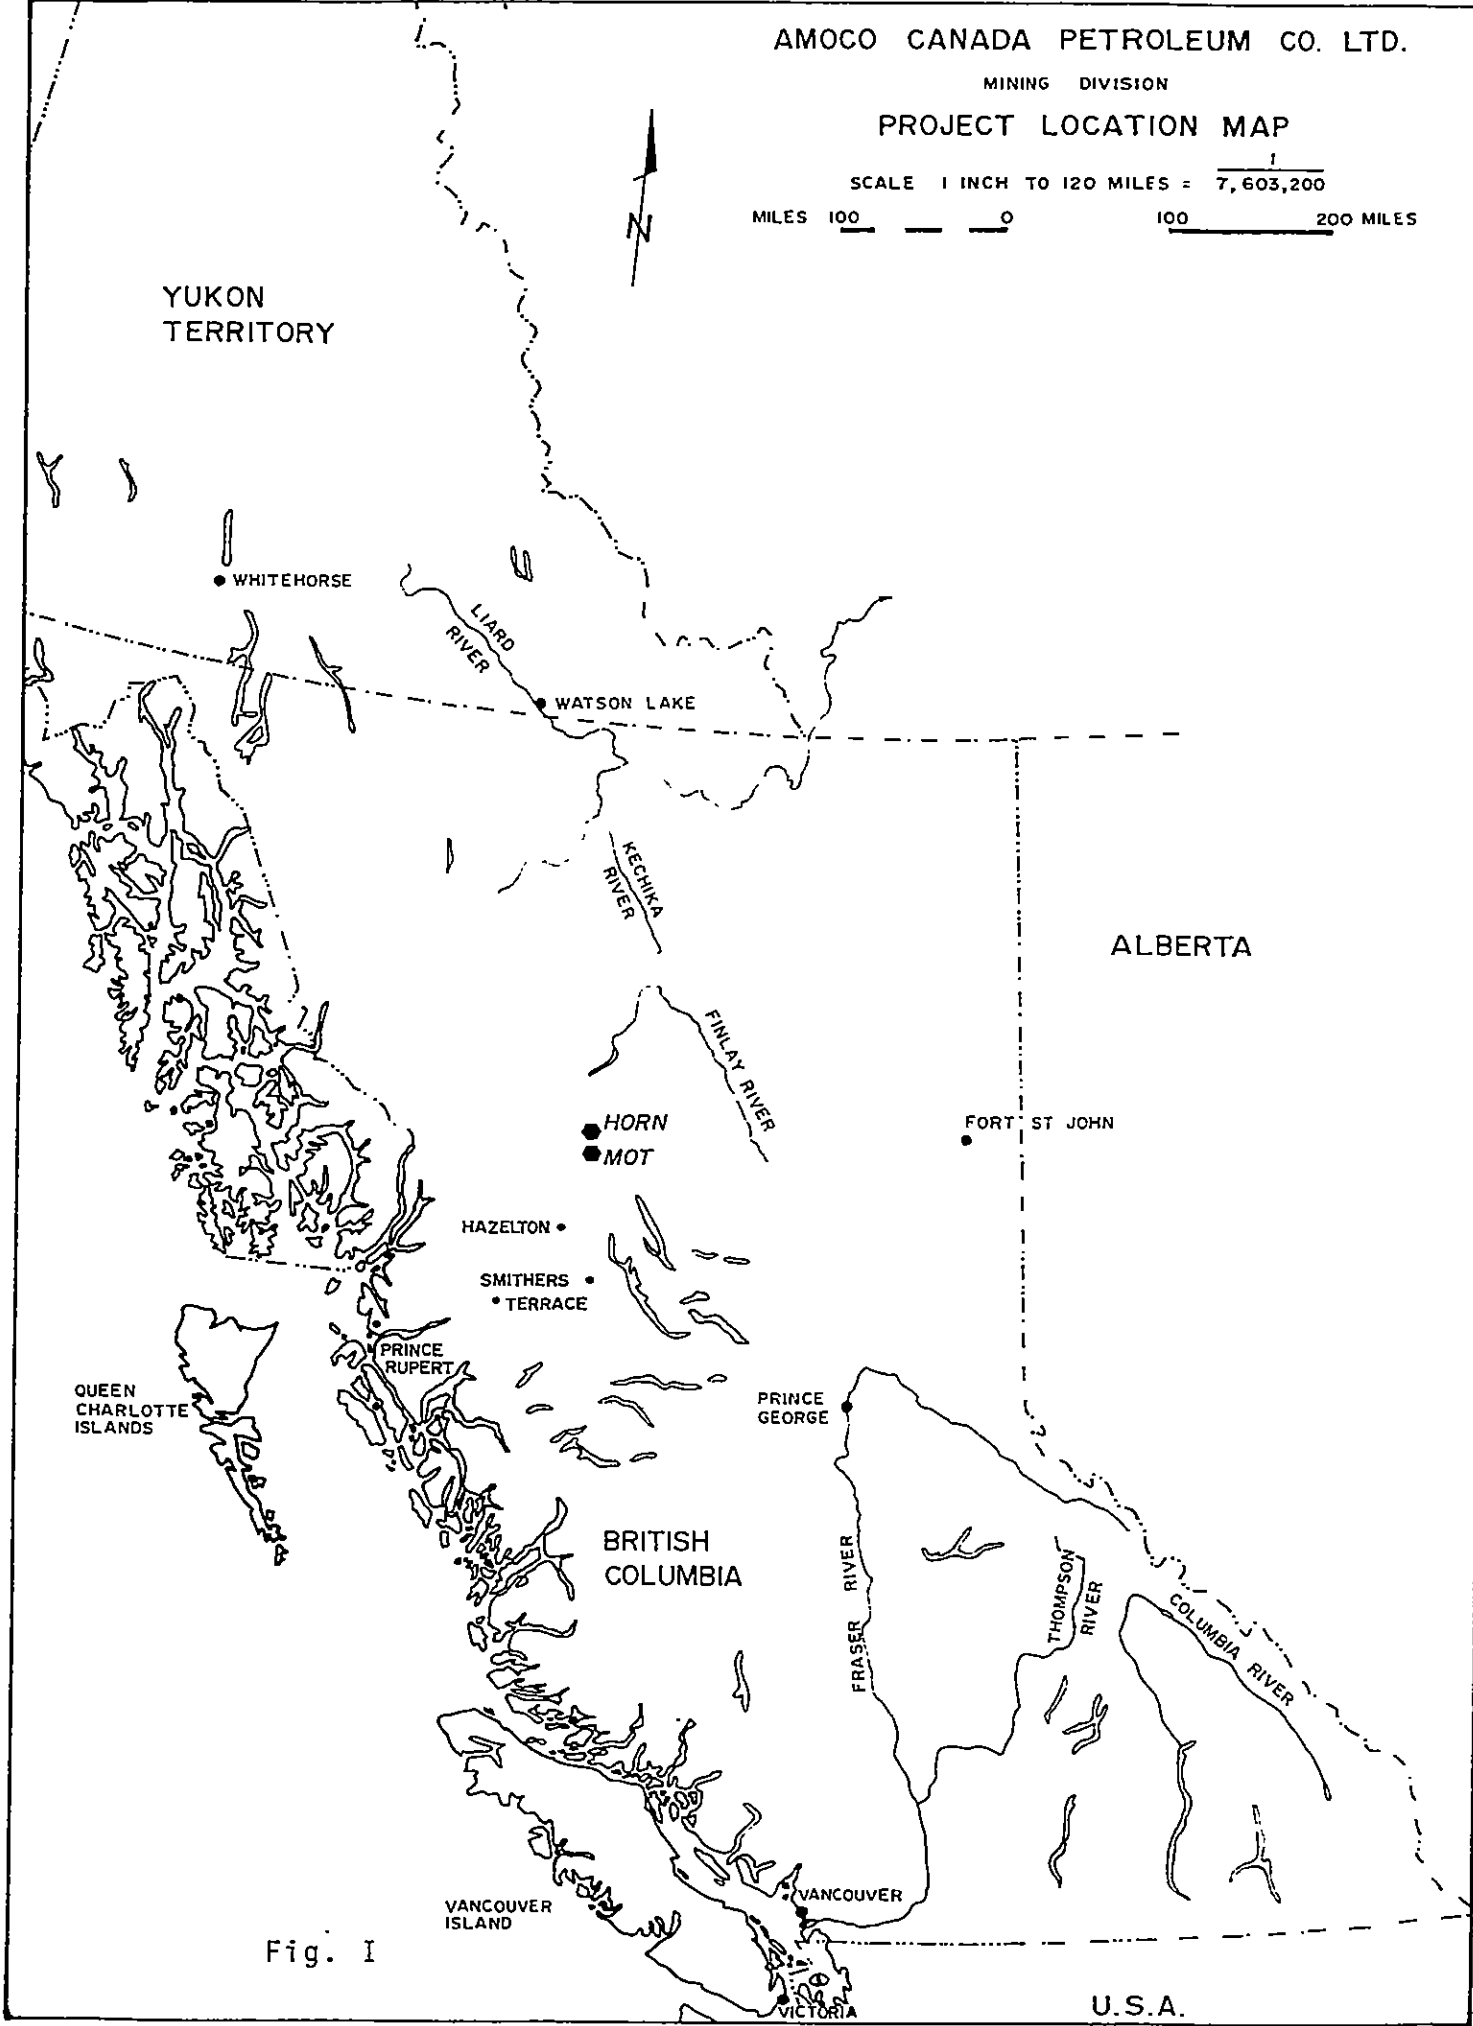 AMOCO CANADA PETROLEUM CO. LTD.
MINING DIVISION
PROJECT LOCATION MAP
SCALE 1 INCH TO 120 MILES = 1
7,603,200
MILES 100 0 100 200 MILES
N
YUKON
TERRITORY
WHITEHORSE
LIARD
RIVER
WATSON LAKE
KECHIKA
RIVER
ALBERTA
FINLAY RIVER
HORN
MOT
FORT ST JOHN
HAZELTON
SMITHERS
TERRACE
PRINCE
RUPERT
QUEEN
CHARLOTTE
ISLANDS
PRINCE
GEORGE
BRITISH
COLUMBIA
FRASER RIVER
THOMPSON
RIVER
COLUMBIA RIVER
VANCOUVER
ISLAND
VANCOUVER
Fig. I
VICTORIA
U.S.A.